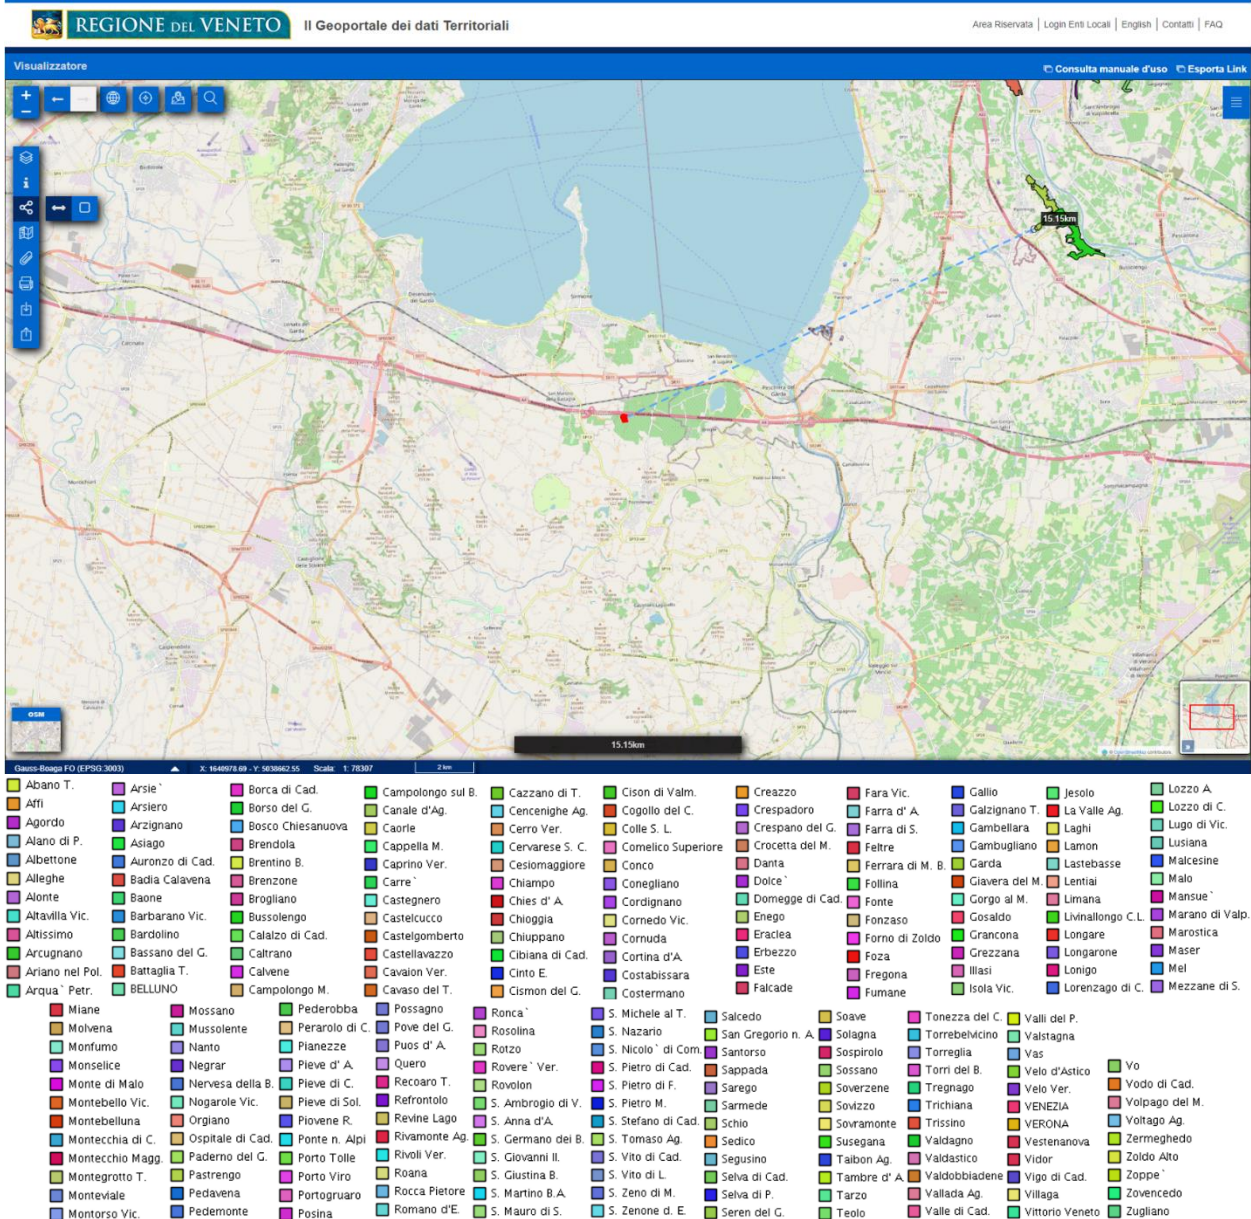 REGIONE DEL VENETO
Il Geoportale dei dati Territoriali
Area Riservata | Login Enti Locali | English | Contatti | FAQ
Visualizzatore
Consulta manuale d'uso
Esporta Link
15.15km
OSM
15.15km
Gauss-Boaga FO (EPSG:3003)
X: 1640978.69 - Y: 5038662.55
Scala: 1: 78307
2 km
Abano T.
Affi
Agordo
Alano di P.
Albettone
Alleghe
Alonte
Altavilla Vic.
Altissimo
Arcugnano
Ariano nel Pol.
Arqua` Petr.
Arsie`
Arsiero
Arzignano
Asiago
Auronzo di Cad.
Badia Calavena
Baone
Barbarano Vic.
Bardolino
Bassano del G.
Battaglia T.
BELLUNO
Borca di Cad.
Borso del G.
Bosco Chiesanuova
Brendola
Brentino B.
Brenzone
Brogliano
Bussolengo
Calalzo di Cad.
Caltrano
Calvene
Campolongo M.
Campolongo sul B.
Canale d'Ag.
Caorle
Cappella M.
Caprino Ver.
Carre`
Castegnero
Castelcucco
Castelgomberto
Castellavazzo
Cavaion Ver.
Cavaso del T.
Cazzano di T.
Cencenighe Ag.
Cerro Ver.
Cervarese S. C.
Cesiomaggiore
Chiampo
Chies d' A.
Chioggia
Chiuppano
Cibiana di Cad.
Cinto E.
Cismon del G.
Cison di Valm.
Cogollo del C.
Colle S. L.
Comelico Superiore
Conco
Conegliano
Cordignano
Cornedo Vic.
Cornuda
Cortina d'A.
Costabissara
Costermano
Creazzo
Crespadoro
Crespano del G.
Crocetta del M.
Danta
Dolce`
Domegge di Cad.
Enego
Eraclea
Erbezzo
Este
Falcade
Fara Vic.
Farra d' A.
Farra di S.
Feltre
Ferrara di M. B.
Follina
Fonte
Fonzaso
Forno di Zoldo
Foza
Fregona
Fumane
Gallio
Galzignano T.
Gambellara
Gambugliano
Garda
Giavera del M.
Gorgo al M.
Gosaldo
Grancona
Grezzana
Illasi
Isola Vic.
Jesolo
La Valle Ag.
Laghi
Lamon
Lastebasse
Lentiai
Limana
Livinallongo C.L.
Longare
Longarone
Lonigo
Lorenzago di C.
Lozzo A.
Lozzo di C.
Lugo di Vic.
Lusiana
Malcesine
Malo
Mansue`
Marano di Valp.
Marostica
Maser
Mel
Mezzane di S.
Miane
Molvena
Monfumo
Monselice
Monte di Malo
Montebello Vic.
Montebelluna
Montecchia di C.
Montecchio Magg.
Montegrotto T.
Monteviale
Montorso Vic.
Mossano
Mussolente
Nanto
Negrar
Nervesa della B.
Nogarole Vic.
Orgiano
Ospitale di Cad.
Paderno del G.
Pastrengo
Pedavena
Pedemonte
Pederobba
Perarolo di C.
Pianezze
Pieve d' A.
Pieve di C.
Pieve di Sol.
Piovene R.
Ponte n. Alpi
Porto Tolle
Porto Viro
Portogruaro
Posina
Possagno
Pove del G.
Puos d' A.
Quero
Recoaro T.
Refrontolo
Revine Lago
Rivamonte Ag.
Rivoli Ver.
Roana
Rocca Pietore
Romano d'E.
Ronca`
Rosolina
Rotzo
Rovere` Ver.
Rovolon
S. Ambrogio di V.
S. Anna d'A.
S. Germano dei B.
S. Giovanni Il.
S. Giustina B.
S. Martino B.A.
S. Mauro di S.
S. Michele al T.
S. Nazario
S. Nicolo` di Com.
S. Pietro di Cad.
S. Pietro di F.
S. Pietro M.
S. Stefano di Cad.
S. Tomaso Ag.
S. Vito di Cad.
S. Vito di L.
S. Zeno di M.
S. Zenone d. E.
Salcedo
San Gregorio n. A.
Santorso
Sappada
Sarego
Sarmede
Schio
Sedico
Segusino
Selva di Cad.
Selva di P.
Seren del G.
Soave
Solagna
Sospirolo
Sossano
Soverzene
Sovizzo
Sovramonte
Susegana
Taibon Ag.
Tambre d' A.
Tarzo
Teolo
Tonezza del C.
Torrebelvicino
Torreglia
Torri del B.
Tregnago
Trichiana
Trissino
Valdagno
Valdastico
Valdobbiadene
Vallada Ag.
Valle di Cad.
Valli del P.
Valstagna
Vas
Velo d'Astico
Velo Ver.
VENEZIA
VERONA
Vestenanova
Vidor
Vigo di Cad.
Villaga
Vittorio Veneto
Vo
Vodo di Cad.
Volpago del M.
Voltago Ag.
Zermeghedo
Zoldo Alto
Zoppe`
Zovencedo
Zugliano